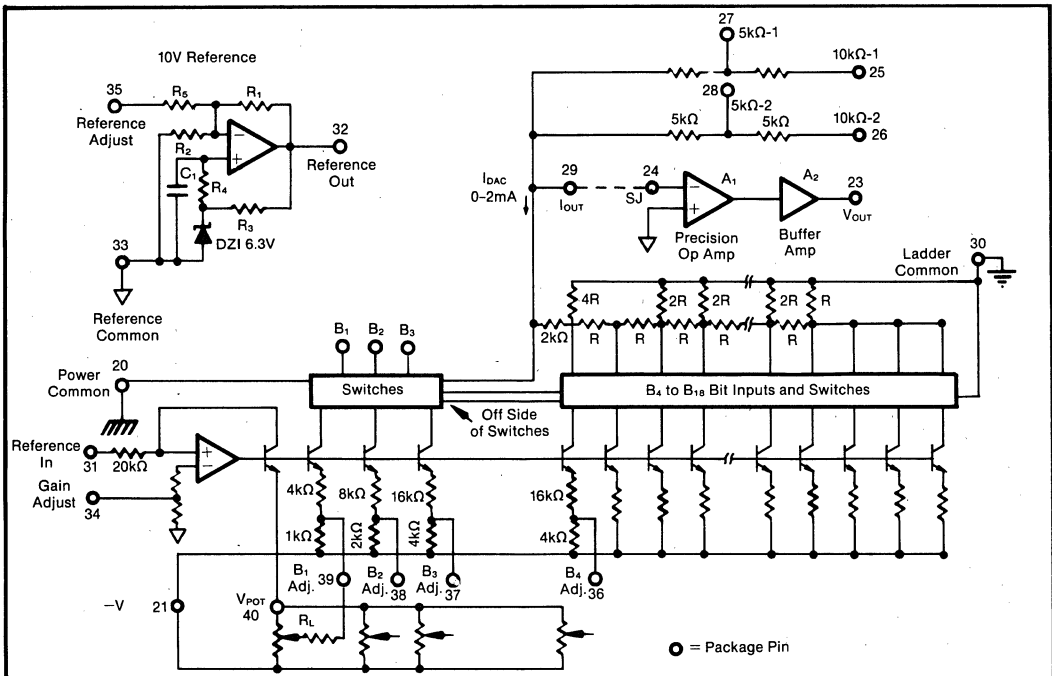 10V Reference
35
Reference
Adjust
R5
R1
R2
C1
R4
R3
−
+
32
Reference
Out
DZI 6.3V
33
Reference
Common
27
5kΩ-1
10kΩ-1
25
28
5kΩ-2
10kΩ-2
26
5kΩ
5kΩ
IDAC
0–2mA
29
IOUT
24
SJ
−
+
A1
Precision
Op Amp
A2
Buffer
Amp
23
VOUT
30
Ladder
Common
4R
2R
2R
2R
R
2kΩ
R
R
R
R
R
B1
B2
B3
20
Power
Common
Switches
B4 to B18 Bit Inputs and Switches
Off Side
of Switches
Reference
In
31
20kΩ
+
−
Gain
Adjust
34
4kΩ
8kΩ
16kΩ
16kΩ
1kΩ
2kΩ
4kΩ
4kΩ
B1
Adj.
39
B2
Adj.
38
B3
Adj.
37
B4
Adj.
36
−V
21
VPOT
40
RL
= Package Pin